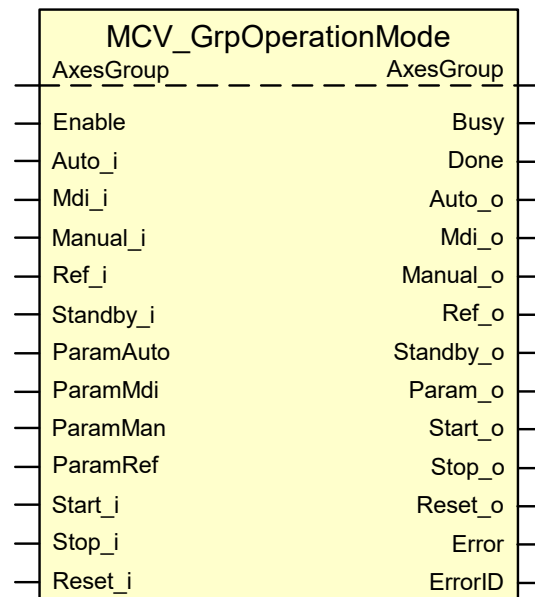 MCV_GrpOperationMode
AxesGroup AxesGroup
Enable Busy
Auto_i Done
Mdi_i Auto_o
Manual_i Mdi_o
Ref_i Manual_o
Standby_i Ref_o
ParamAuto Standby_o
ParamMdi Param_o
ParamMan Start_o
ParamRef Stop_o
Start_i Reset_o
Stop_i Error
Reset_i ErrorID